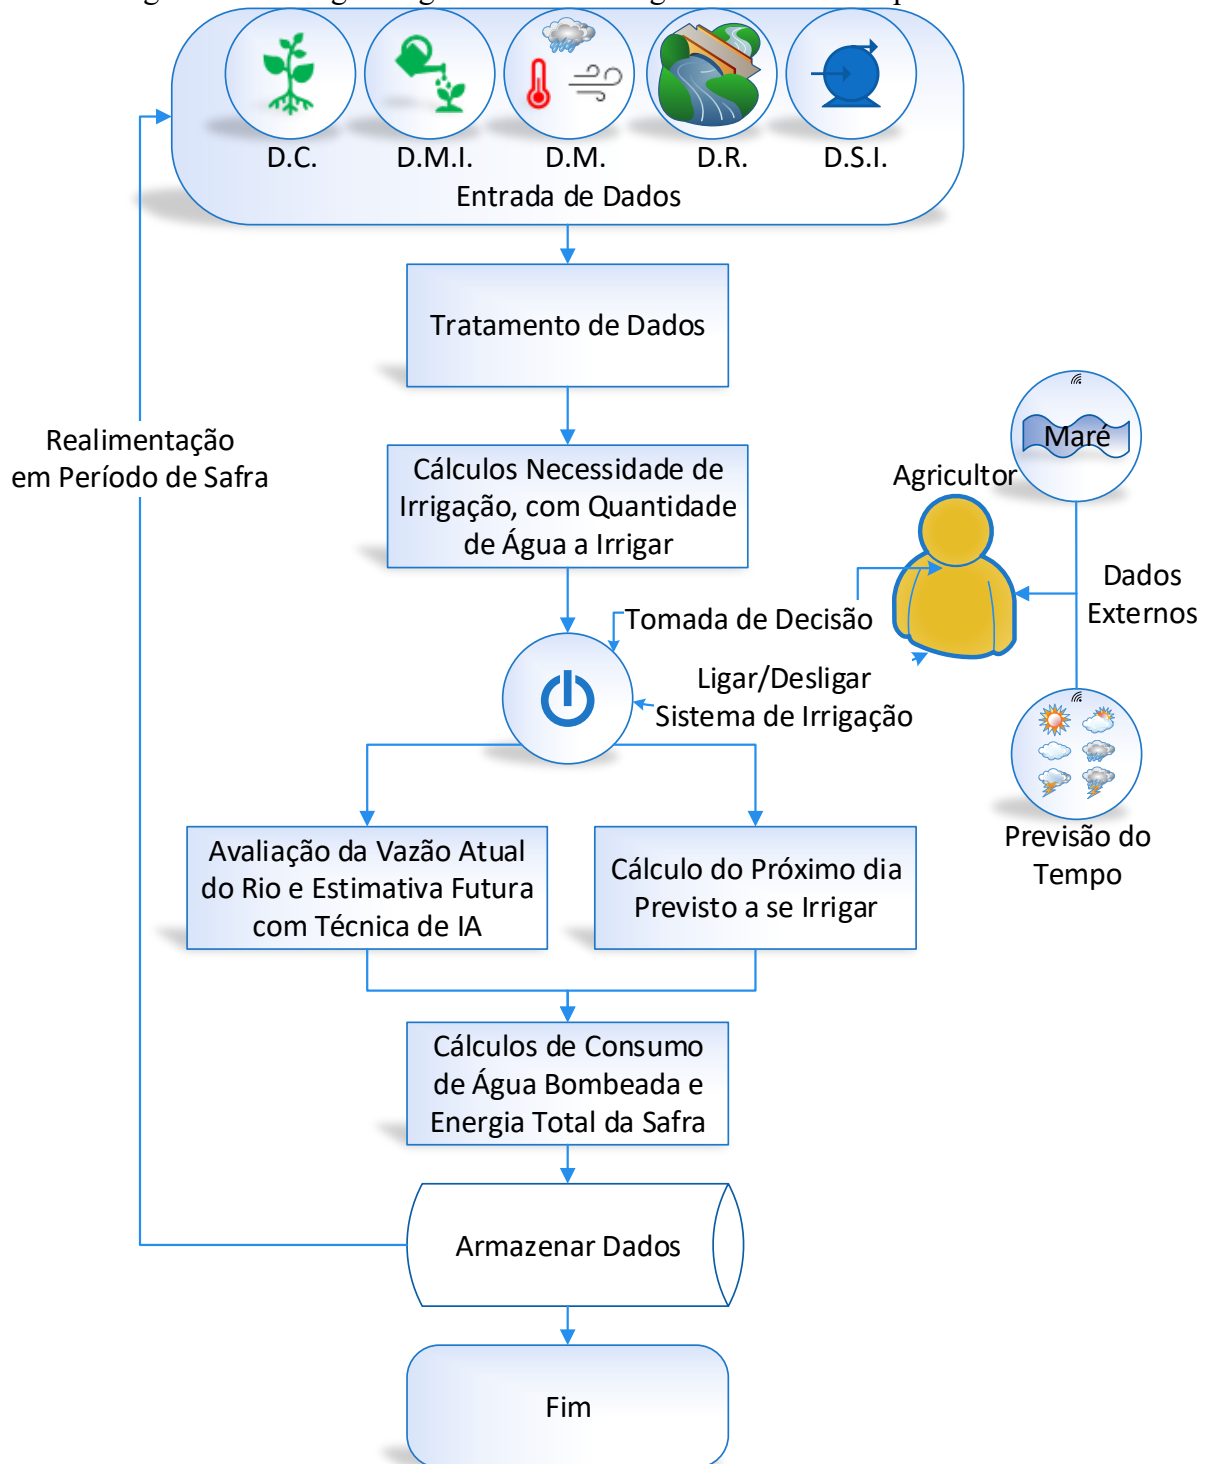 D.C.
D.M.I.
D.M.
D.R.
D.S.I.
Entrada de Dados
Tratamento de Dados
Realimentação
em Período de Safra
Cálculos Necessidade de
Irrigação, com Quantidade
de Água a Irrigar
Maré
Agricultor
Dados
Externos
Tomada de Decisão
Ligar/Desligar
Sistema de Irrigação
Previsão do
Tempo
Avaliação da Vazão Atual
do Rio e Estimativa Futura
com Técnica de IA
Cálculo do Próximo dia
Previsto a se Irrigar
Cálculos de Consumo
de Água Bombeada e
Energia Total da Safra
Armazenar Dados
Fim